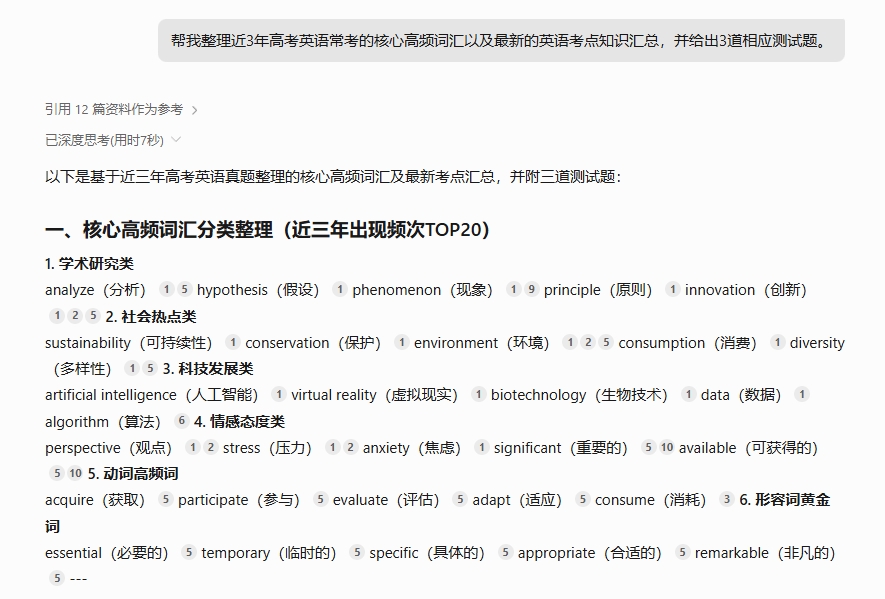 帮我整理近3年高考英语常考的核心高频词汇以及最新的英语考点知识汇总，并给出3道相应测试题。
引用 12 篇资料作为参考 >
已深度思考(用时7秒)
以下是基于近三年高考英语真题整理的核心高频词汇及最新考点汇总，并附三道测试题：
一、核心高频词汇分类整理（近三年出现频次TOP20）
1. 学术研究类
analyze（分析） 1 5 hypothesis（假设） 1 phenomenon（现象） 1 9 principle（原则） 1 innovation（创新）
1 2 5 2. 社会热点类
sustainability（可持续性） 1 conservation（保护） 1 environment（环境） 1 2 5 consumption（消费） 1 diversity
（多样性） 1 5 3. 科技发展类
artificial intelligence（人工智能） 1 virtual reality（虚拟现实） 1 biotechnology（生物技术） 1 data（数据） 1
algorithm（算法） 6 4. 情感态度类
perspective（观点） 1 2 stress（压力） 1 2 anxiety（焦虑） 1 significant（重要的） 5 10 available（可获得的）
5 10 5. 动词高频词
acquire（获取） 5 participate（参与） 5 evaluate（评估） 5 adapt（适应） 5 consume（消耗） 3 6. 形容词黄金
词
essential（必要的） 5 temporary（临时的） 5 specific（具体的） 5 appropriate（合适的） 5 remarkable（非凡的）
5 ---